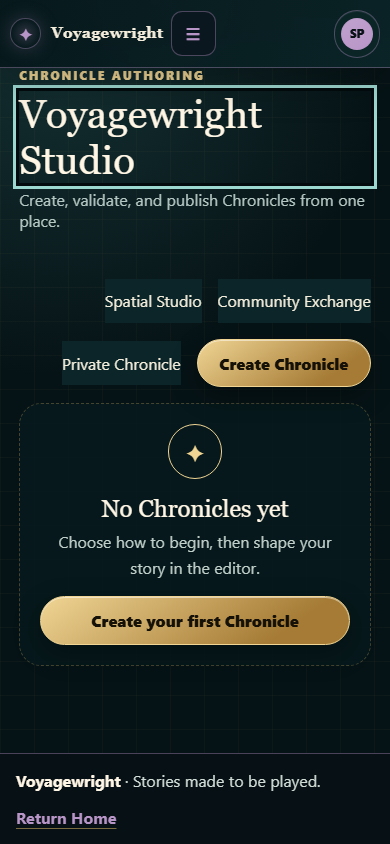 Voyagewright
SP
CHRONICLE AUTHORING
Voyagewright
Studio
Create, validate, and publish Chronicles from one
place.
Spatial Studio
Community Exchange
Private Chronicle
Create Chronicle
No Chronicles yet
Choose how to begin, then shape your
story in the editor.
Create your first Chronicle
Voyagewright · Stories made to be played.
Return Home